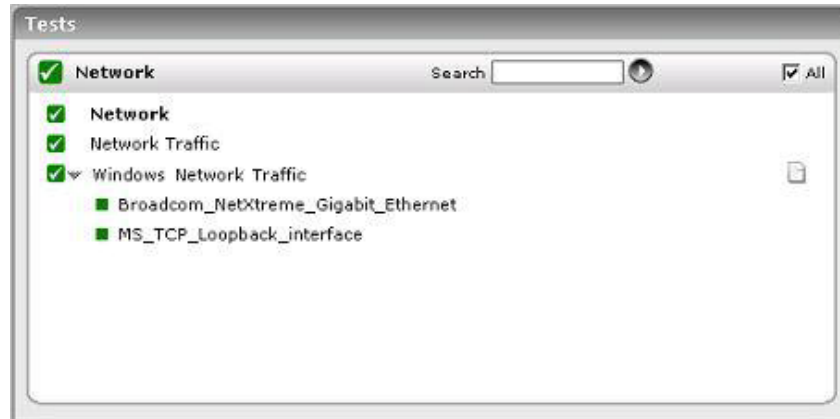 Tests
Network Search All
Network
Network Traffic
Windows Network Traffic
Broadcom_NetXtreme_Gigabit_Ethernet
MS_TCP_Loopback_interface